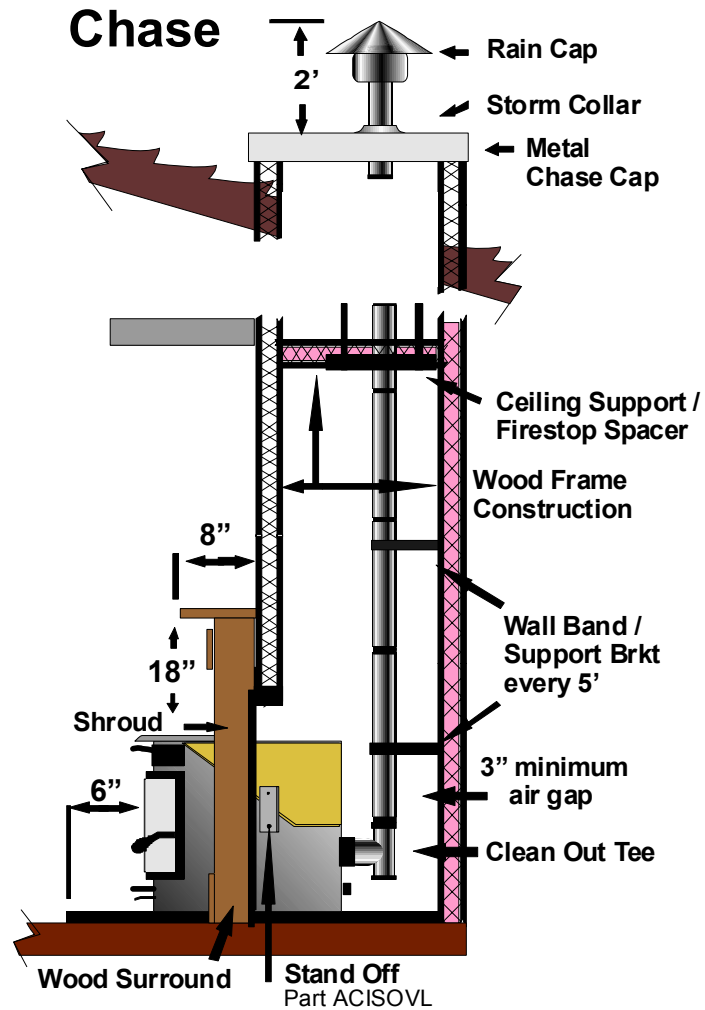 Chase
2’
Rain Cap
Storm Collar
Metal
Chase Cap
Ceiling Support /
Firestop Spacer
Wood Frame
Construction
8”
Wall Band /
Support Brkt
every 5’
18”
Shroud
6”
3” minimum
air gap
Clean Out Tee
Wood Surround
Stand Off
Part ACISOVL